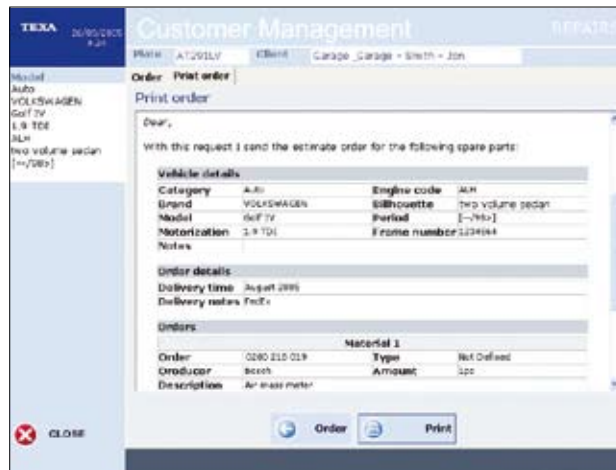 TEXA
Customer Management
REPAIRS
Plate AT291LV Client Garage_Garage - Smith - Jon
Model
Auto
VOLKSWAGEN
Golf IV
1.9 TDI
ALH
two volume sedan
Order Print order
Print order
Dear,
With this request I send the estimate order for the following spare parts:
Vehicle details
Category Auto Engine code ALH
Brand VOLKSWAGEN Silhouette two volume sedan
Model Golf IV Period
Motorization 1.9 TDI Frame number
Notes
Order details
Delivery time August 2005
Delivery notes FedEx
Orders
Material 1
Order 0280 218 019 Type Not Defined
Producer Bosch Amount 1pc
Description Air mass meter
CLOSE
Order
Print